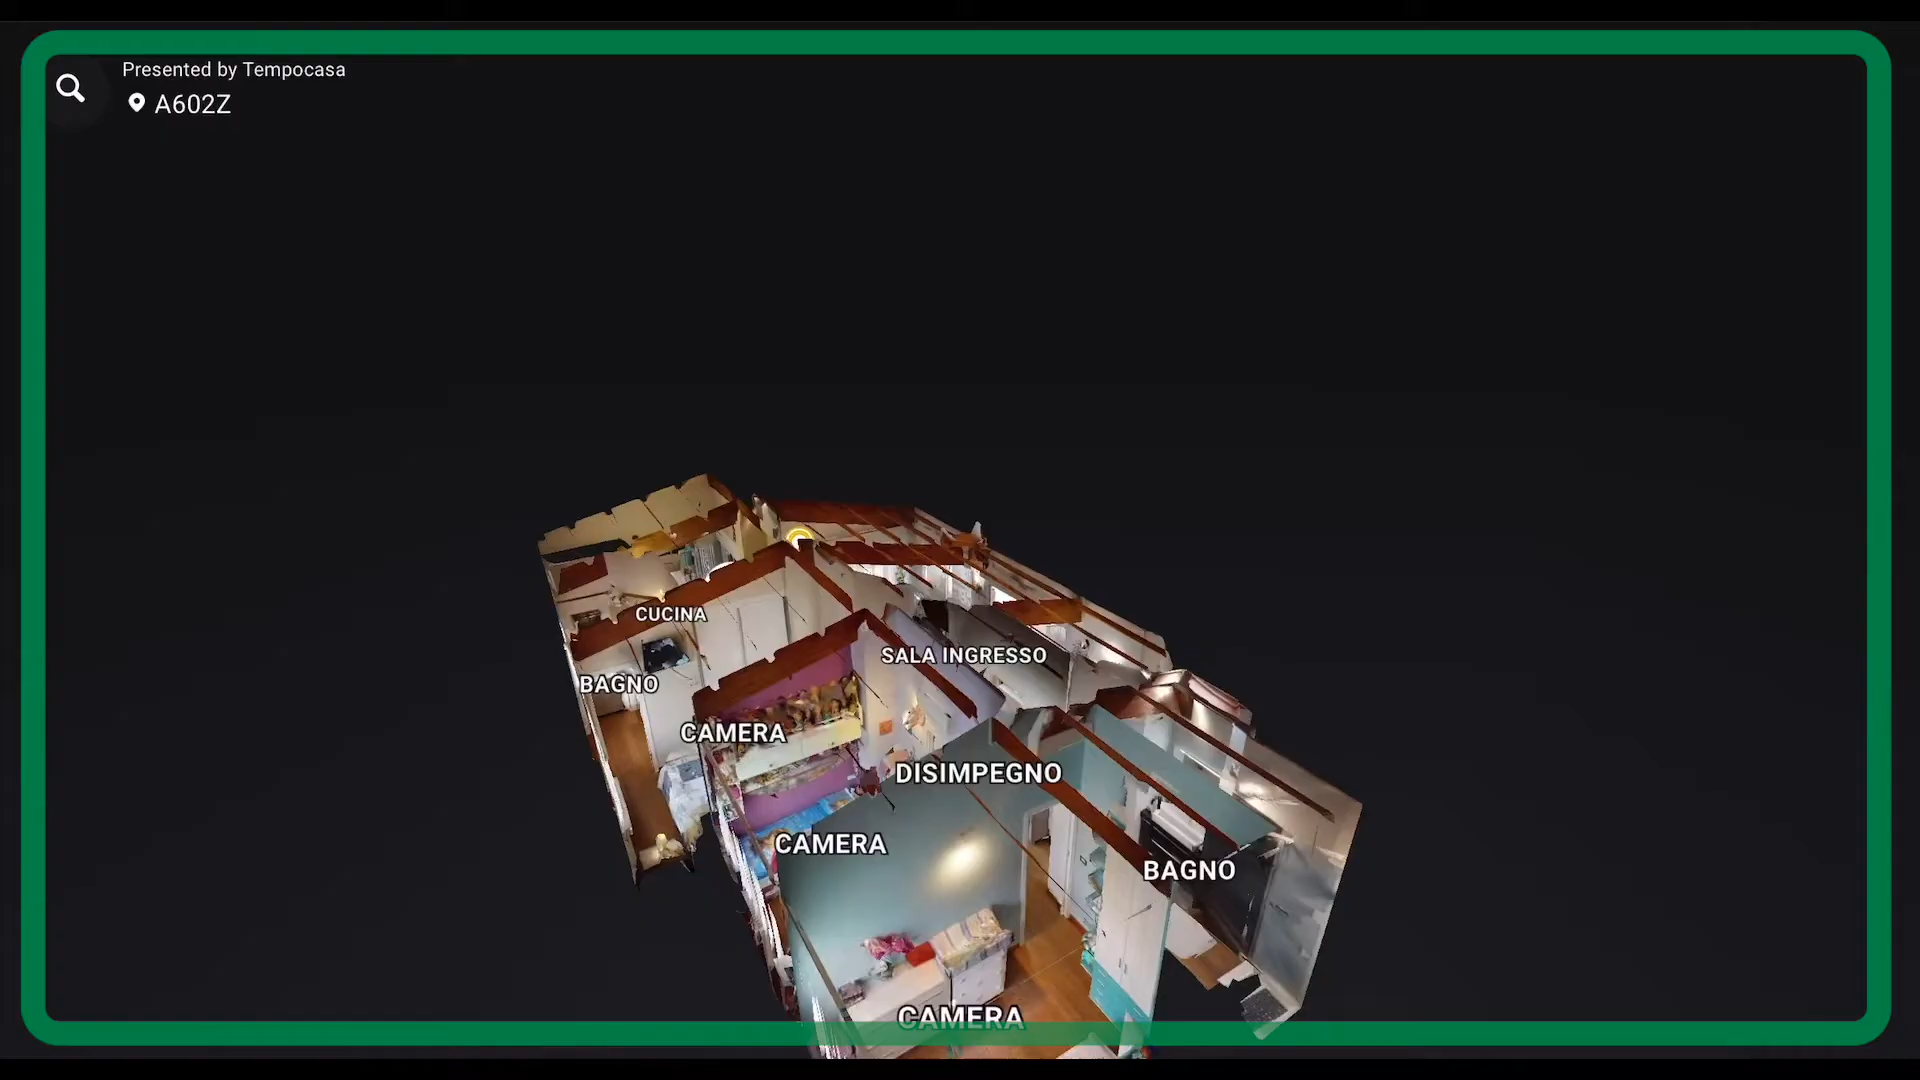 Presented by Tempocasa
A602Z
CUCINA
SALA INGRESSO
BAGNO
CAMERA
DISIMPEGNO
CAMERA
BAGNO
CAMERA